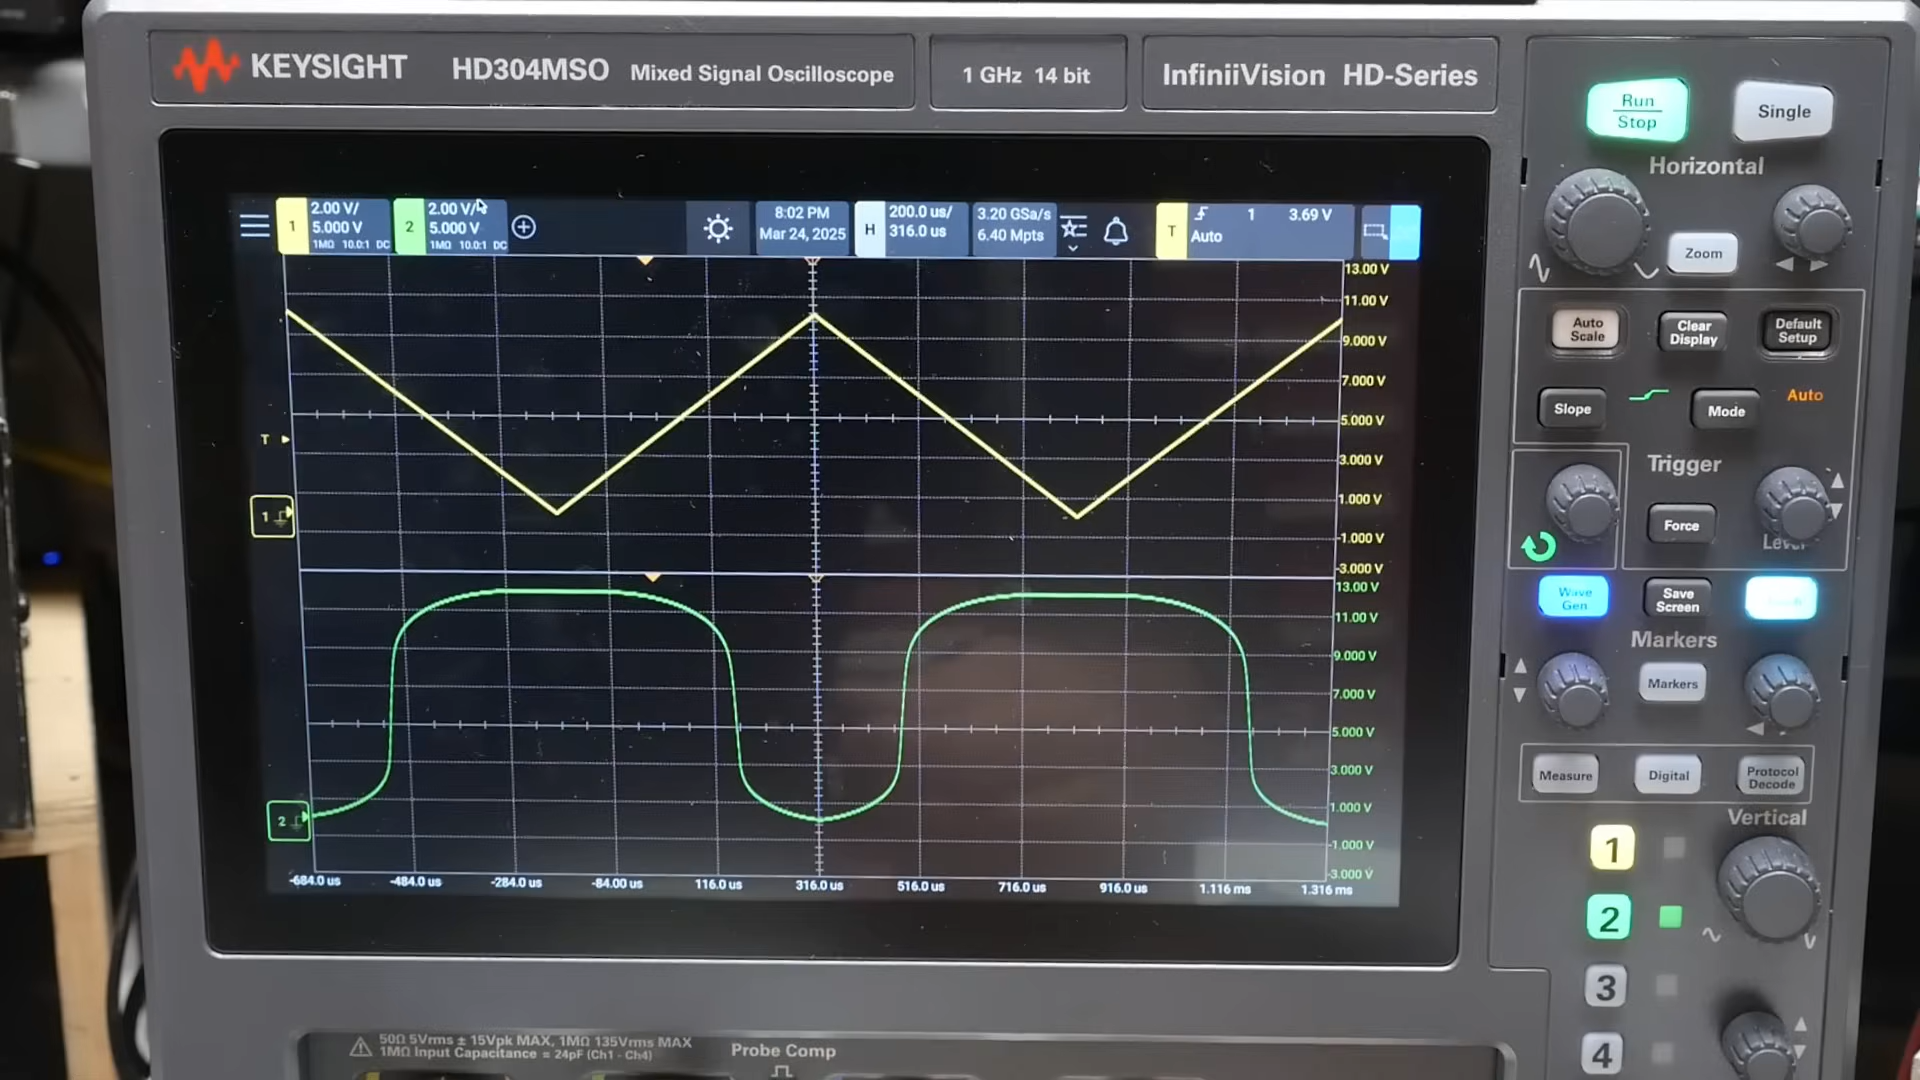 KEYSIGHT HD304MSO Mixed Signal Oscilloscope 1 GHz 14 bit InfiniiVision HD-Series
Run
Stop
Single
Horizontal
Zoom
1 2.00 V/
5.000 V
1MΩ 10.0:1 DC
2 2.00 V/
5.000 V
1MΩ 10.0:1 DC
8:02 PM
Mar 24, 2025
H 200.0 us/
316.0 us
3.20 GSa/s
6.40 Mpts
T 1 3.69 V
Auto
13.00 V
11.00 V
9.000 V
7.000 V
5.000 V
3.000 V
1.000 V
-1.000 V
-3.000 V
T
1
13.00 V
11.00 V
9.000 V
7.000 V
5.000 V
3.000 V
1.000 V
-1.000 V
-3.000 V
2
-684.0 us -484.0 us -284.0 us -84.00 us 116.0 us 316.0 us 516.0 us 716.0 us 916.0 us 1.116 ms 1.316 ms
Auto
Scale
Clear
Display
Default
Setup
Slope
Mode
Auto
Trigger
Force
Level
Wave
Gen
Save
Screen
Markers
Markers
Measure
Digital
Protocol
Decode
Vertical
1
2
3
4
50Ω 5Vrms ± 15Vpk MAX, 1MΩ 135Vrms MAX
1MΩ Input Capacitance = 24pF (Ch1 - Ch4)
Probe Comp